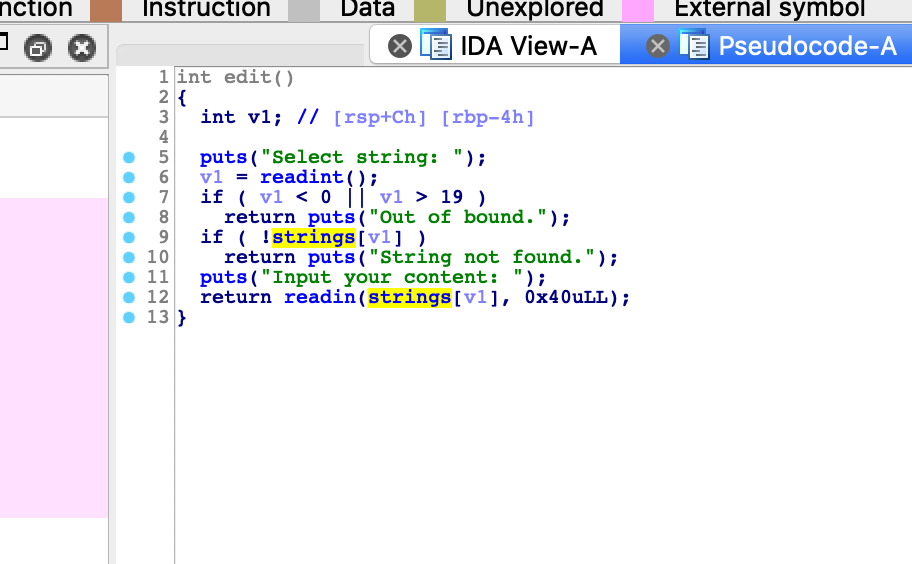 nction Instruction Data Unexplored External symbol
IDA View-A Pseudocode-A
1 int edit()
2 {
3 int v1; // [rsp+Ch] [rbp-4h]
4
5 puts("Select string: ");
6 v1 = readint();
7 if ( v1 < 0 || v1 > 19 )
8 return puts("Out of bound.");
9 if ( !strings[v1] )
10 return puts("String not found.");
11 puts("Input your content: ");
12 return readin(strings[v1], 0x40uLL);
13 }